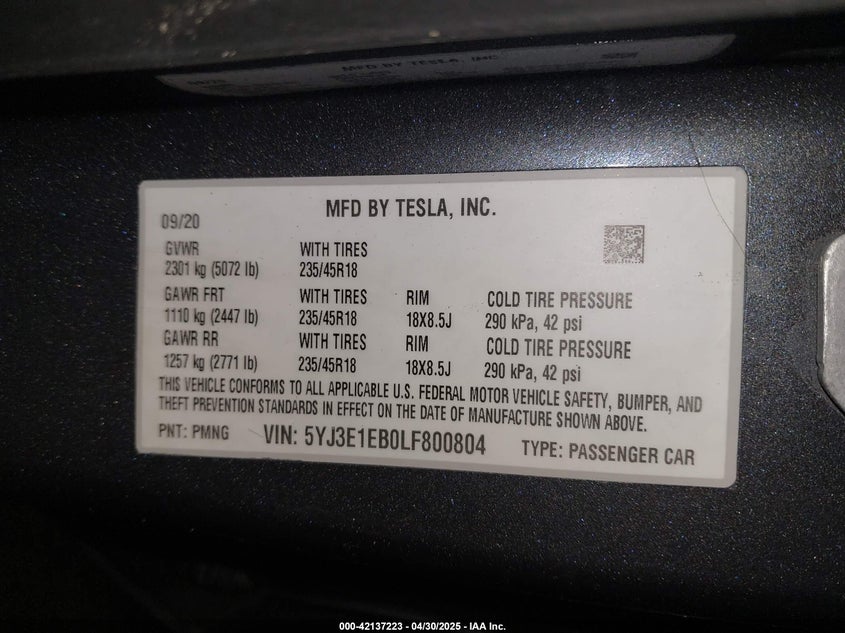 MFD BY TESLA, INC
MFD BY TESLA, INC.
09/20
GVWR WITH TIRES
2301 kg (5072 lb) 235/45R18
GAWR FRT WITH TIRES RIM COLD TIRE PRESSURE
1110 kg (2447 lb) 235/45R18 18X8.5J 290 kPa, 42 psi
GAWR RR WITH TIRES RIM COLD TIRE PRESSURE
1257 kg (2771 lb) 235/45R18 18X8.5J 290 kPa, 42 psi
THIS VEHICLE CONFORMS TO ALL APPLICABLE U.S. FEDERAL MOTOR VEHICLE SAFETY, BUMPER, AND
THEFT PREVENTION STANDARDS IN EFFECT ON THE DATE OF MANUFACTURE SHOWN ABOVE.
PNT: PMNG VIN: 5YJ3E1EB0LF800804 TYPE: PASSENGER CAR
000-42137223 - 04/30/2025 - IAA Inc.